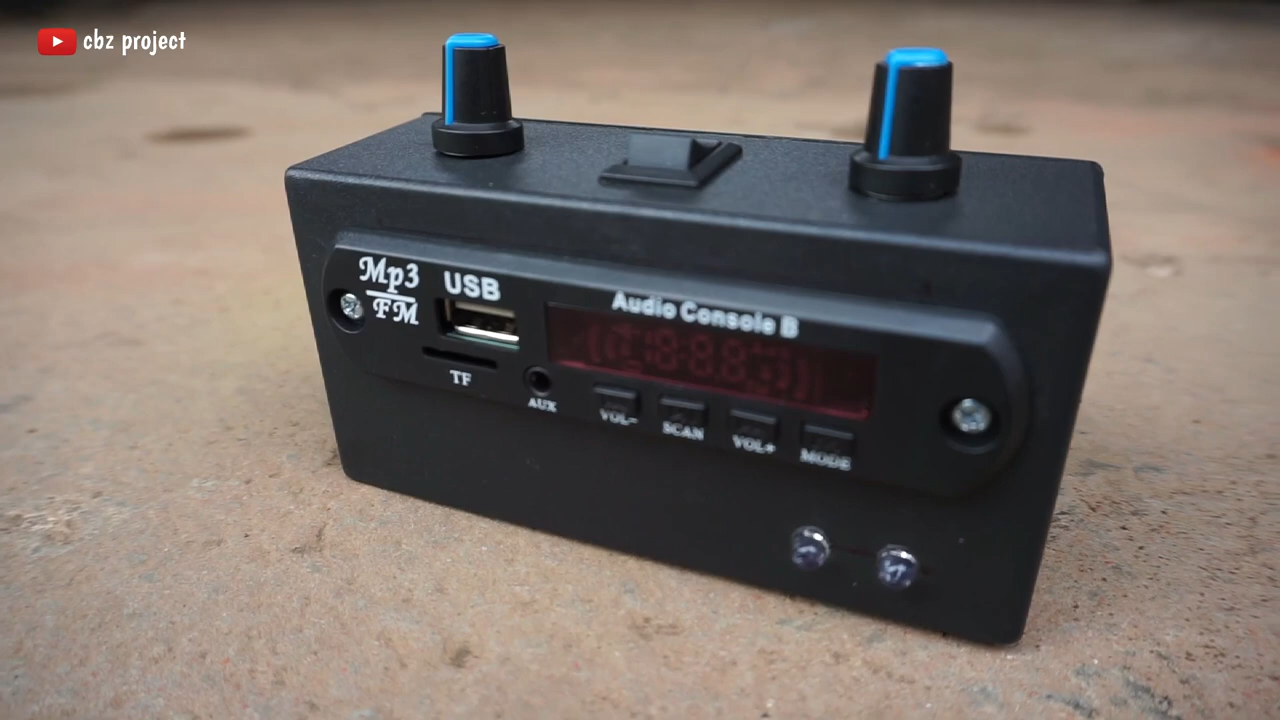 cbz project
Mp3
FM
USB
Audio Console B
TF
AUX
VOL-
SCAN
VOL+
MODE